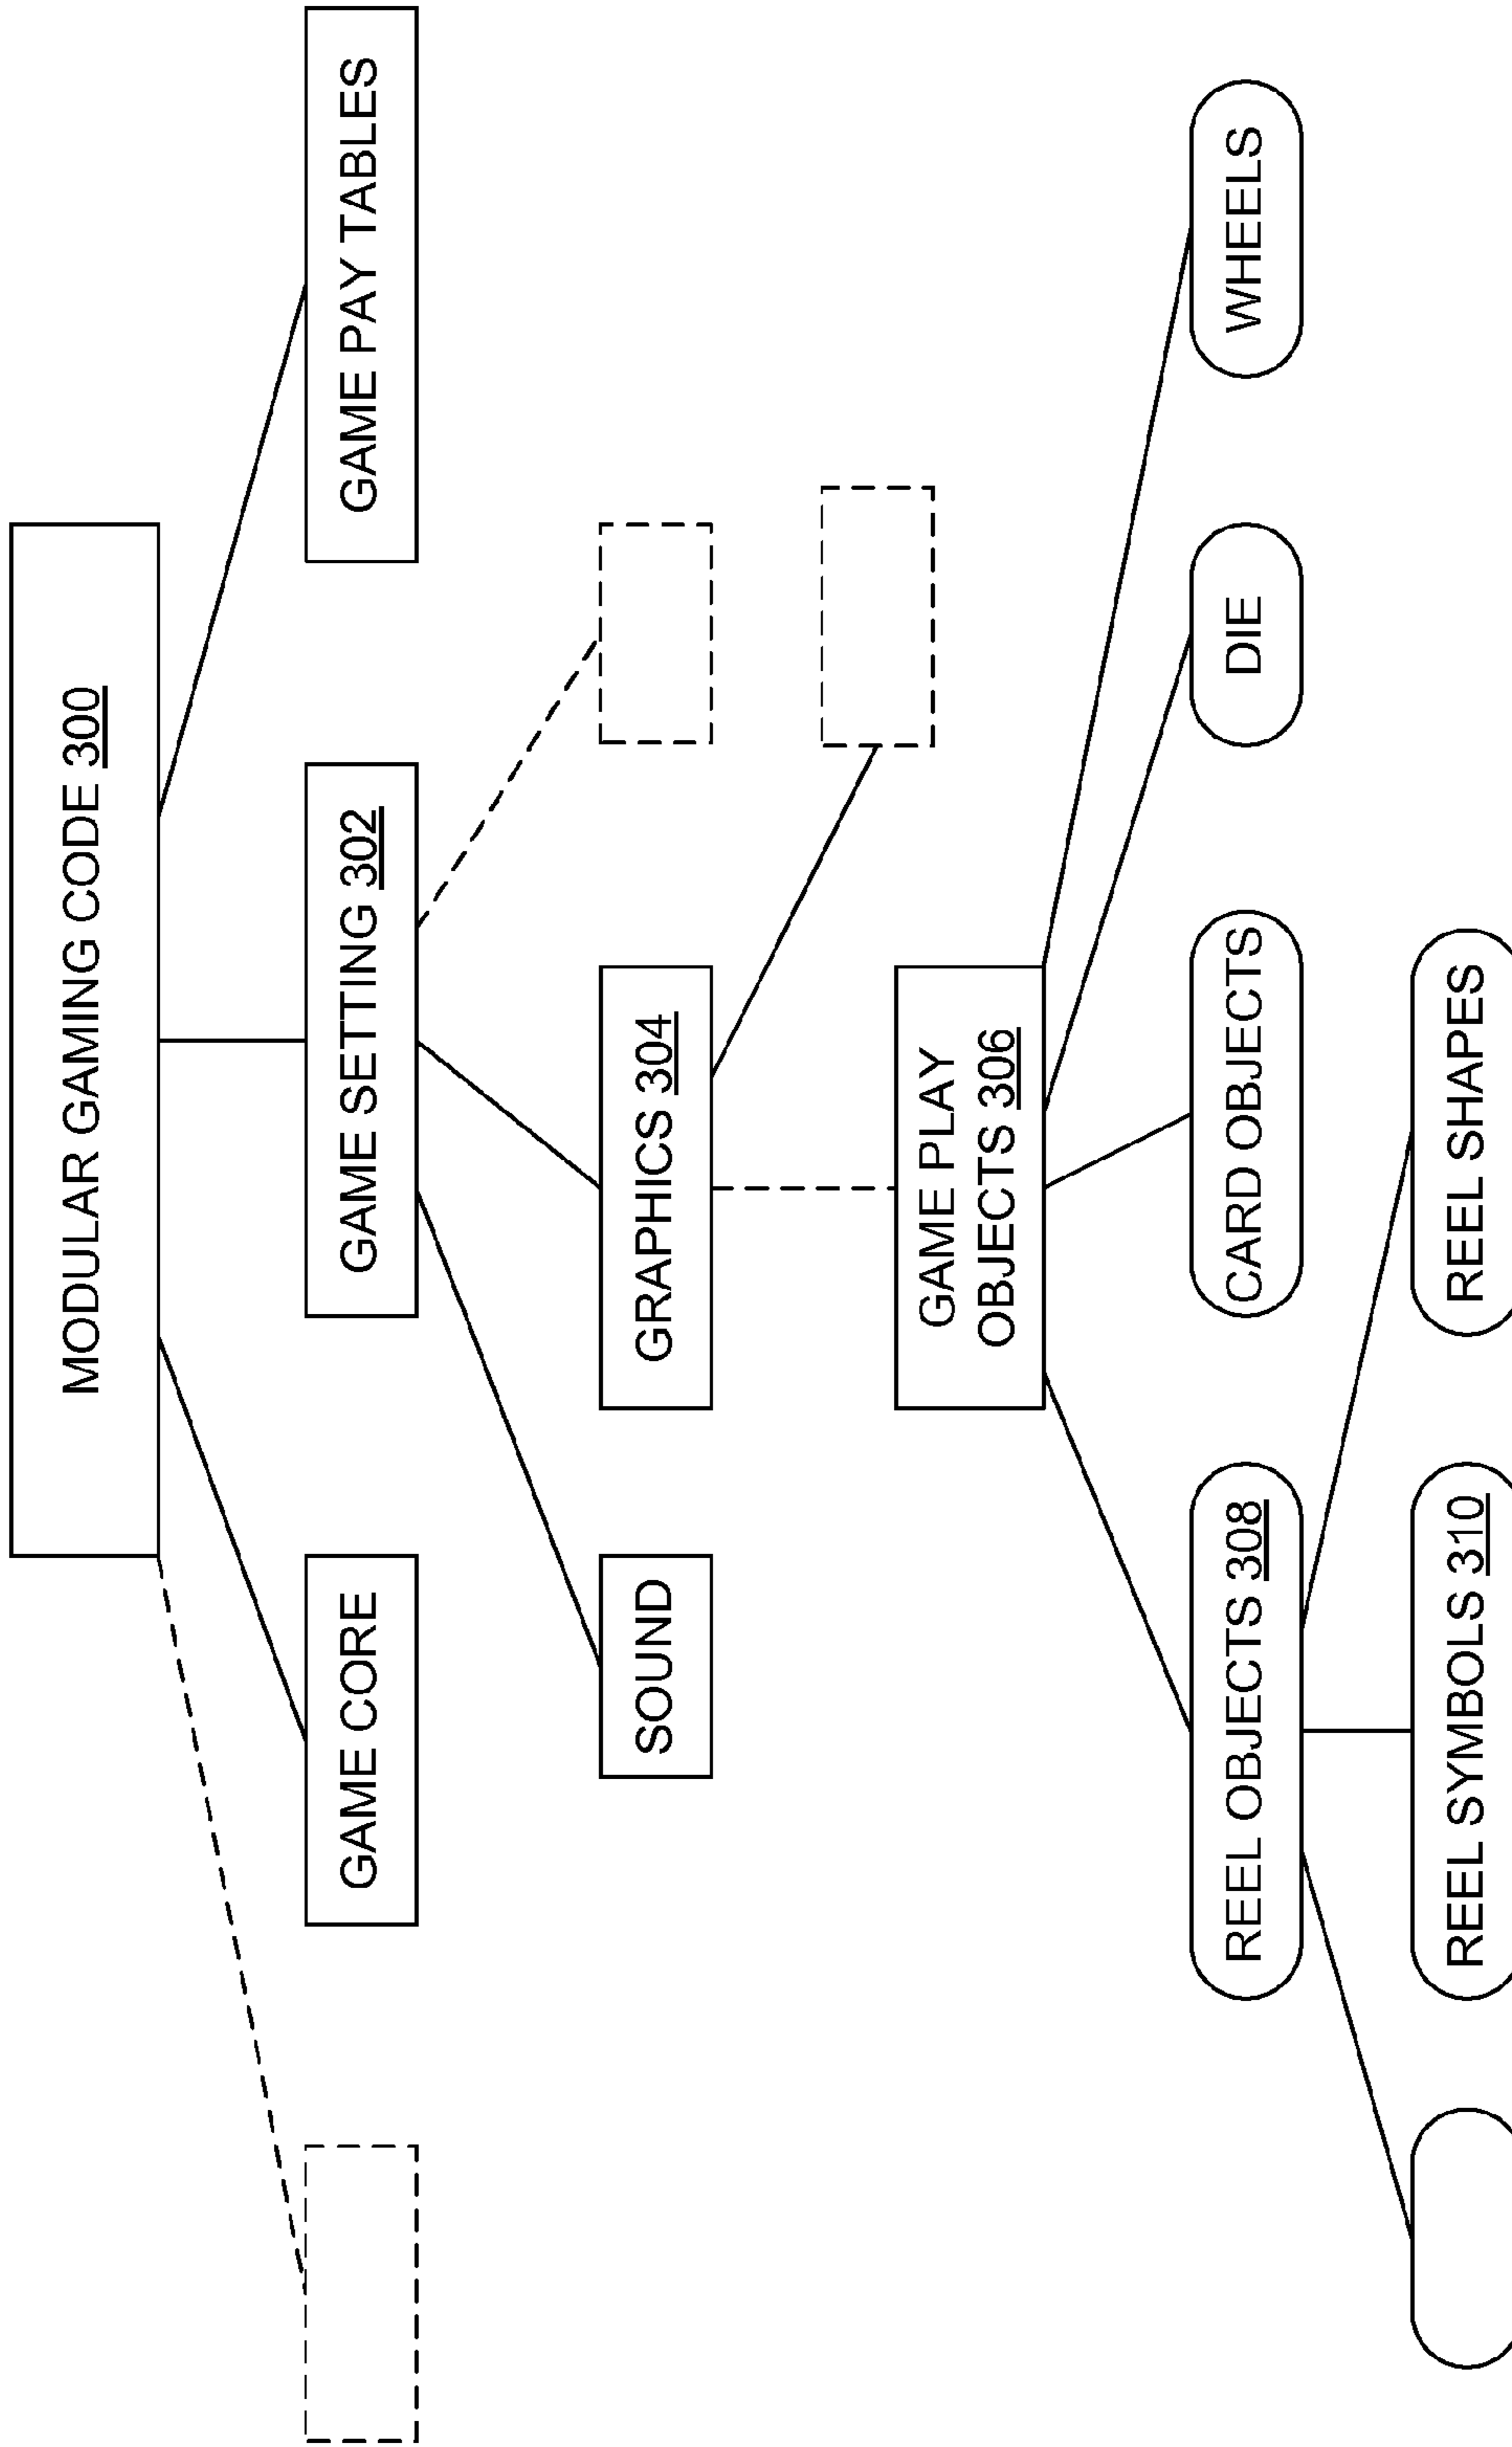 MODULAR GAMING CODE 300
GAME CORE
GAME SETTING 302
GAME PAY TABLES
SOUND
GRAPHICS 304
GAME PLAY
OBJECTS 306
REEL OBJECTS 308
CARD OBJECTS
DIE
WHEELS
REEL SYMBOLS 310
REEL SHAPES